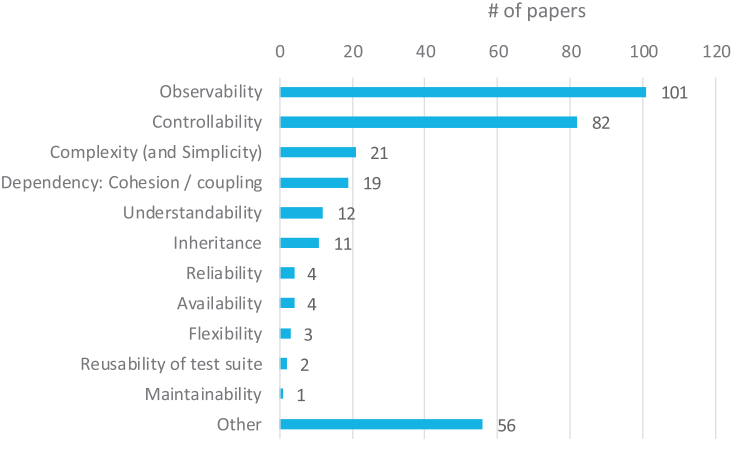 # of papers
0 20 40 60 80 100 120
Observability 101
Controllability 82
Complexity (and Simplicity) 21
Dependency: Cohesion / coupling 19
Understandability 12
Inheritance 11
Reliability 4
Availability 4
Flexibility 3
Reusability of test suite 2
Maintainability 1
Other 56